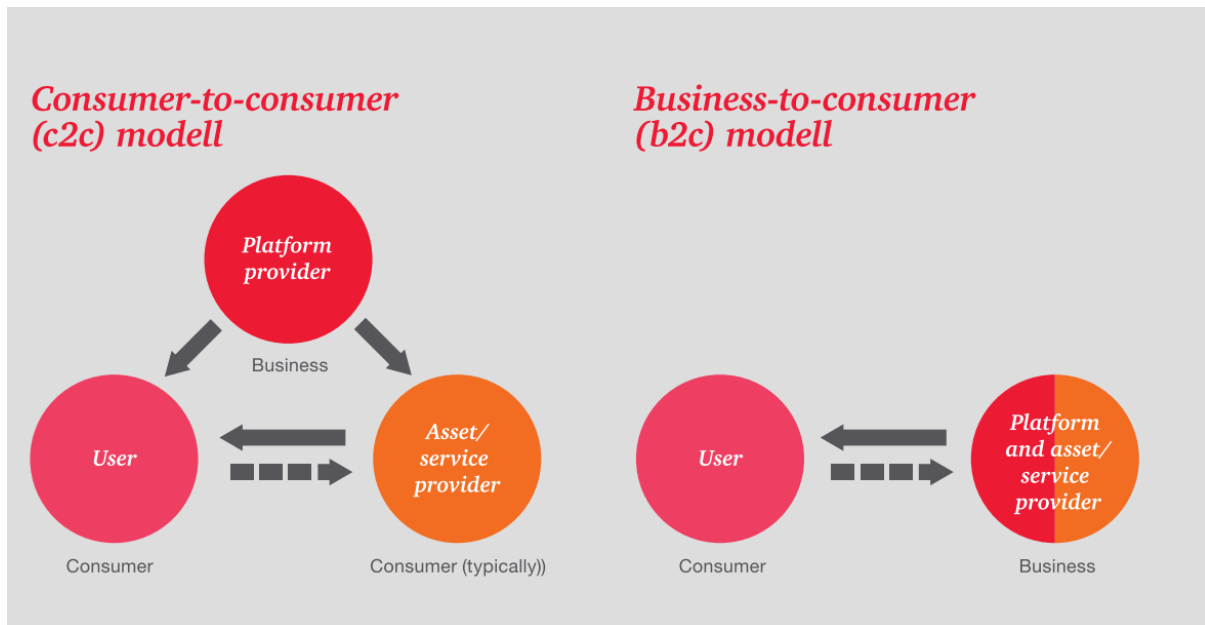 Consumer-to-consumer
(c2c) modell
Platform
provider
Business
User
Consumer
Asset/
service
provider
Consumer (typically))
Business-to-consumer
(b2c) modell
User
Consumer
Platform
and asset/
service
provider
Business